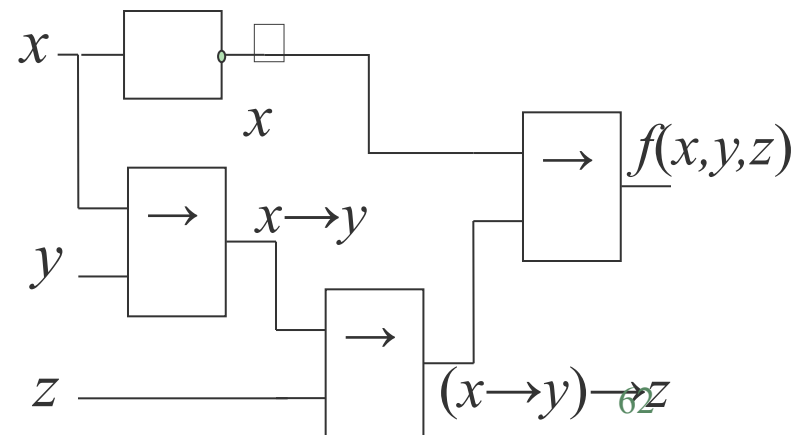 x
x
→
f(x,y,z)
→
x→y
y
→
z
(x→y)→z
62